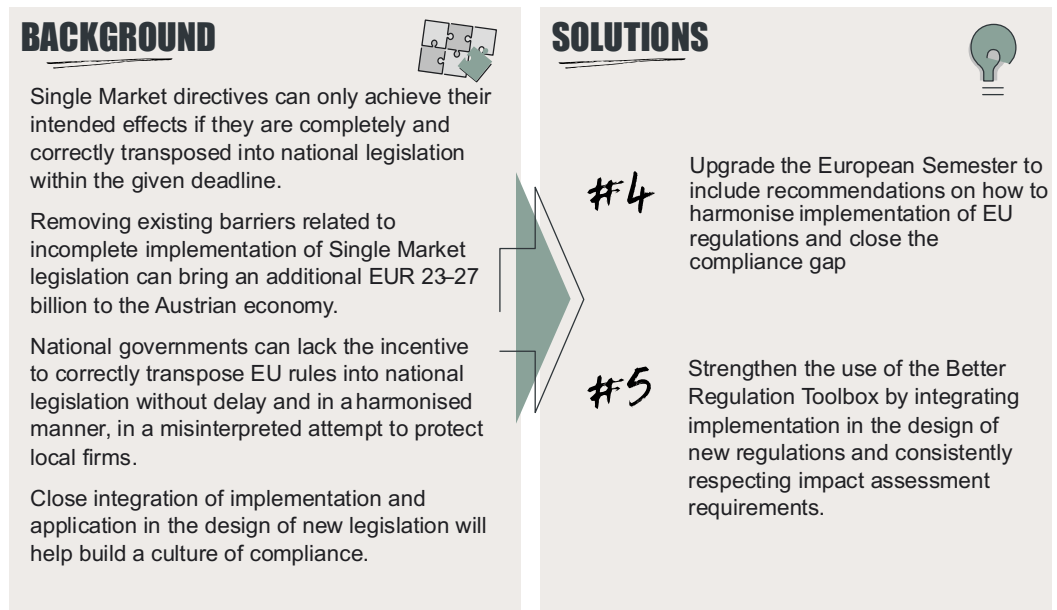 BACKGROUND
Single Market directives can only achieve their
intended effects if they are completely and
correctly transposed into national legislation
within the given deadline.
Removing existing barriers related to
incomplete implementation of Single Market
legislation can bring an additional EUR 23–27
billion to the Austrian economy.
National governments can lack the incentive
to correctly transpose EU rules into national
legislation without delay and in a harmonised
manner, in a misinterpreted attempt to protect
local firms.
Close integration of implementation and
application in the design of new legislation will
help build a culture of compliance.
SOLUTIONS
#4
Upgrade the European Semester to
include recommendations on how to
harmonise implementation of EU
regulations and close the
compliance gap
#5
Strengthen the use of the Better
Regulation Toolbox by integrating
implementation in the design of
new regulations and consistently
respecting impact assessment
requirements.